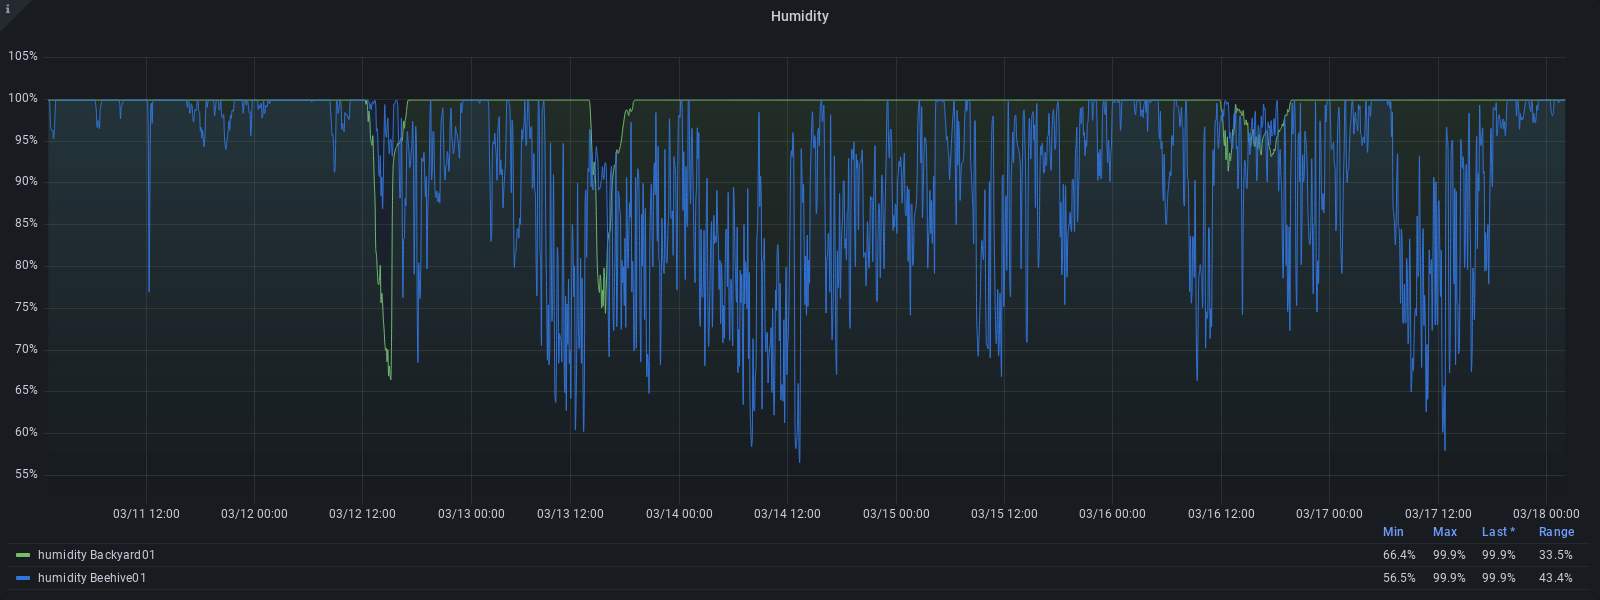 i
Humidity
105%
100%
95%
90%
85%
80%
75%
70%
65%
60%
55%
03/11 12:00 03/12 00:00 03/12 12:00 03/13 00:00 03/13 12:00 03/14 00:00 03/14 12:00 03/15 00:00 03/15 12:00 03/16 00:00 03/16 12:00 03/17 00:00 03/17 12:00 03/18 00:00
Min Max Last * Range
humidity Backyard01 66.4% 99.9% 99.9% 33.5%
humidity Beehive01 56.5% 99.9% 99.9% 43.4%